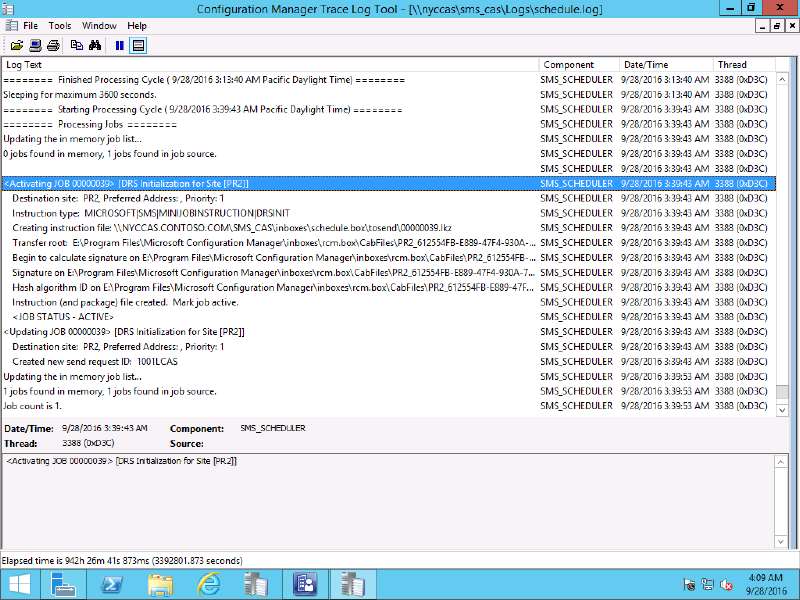 Configuration Manager Trace Log Tool - [\\nyccas\sms_cas\Logs\schedule.log]
File Tools Window Help
Log Text Component Date/Time Thread
======== Finished Processing Cycle ( 9/28/2016 3:13:40 AM Pacific Daylight Time) ======== SMS_SCHEDULER 9/28/2016 3:13:40 AM 3388 (0xD3C)
Sleeping for maximum 3600 seconds. SMS_SCHEDULER 9/28/2016 3:13:40 AM 3388 (0xD3C)
======== Starting Processing Cycle ( 9/28/2016 3:39:43 AM Pacific Daylight Time) ======== SMS_SCHEDULER 9/28/2016 3:39:43 AM 3388 (0xD3C)
======== Processing Jobs ======== SMS_SCHEDULER 9/28/2016 3:39:43 AM 3388 (0xD3C)
Updating the in memory job list... SMS_SCHEDULER 9/28/2016 3:39:43 AM 3388 (0xD3C)
0 jobs found in memory, 1 jobs found in job source. SMS_SCHEDULER 9/28/2016 3:39:43 AM 3388 (0xD3C)
SMS_SCHEDULER 9/28/2016 3:39:43 AM 3388 (0xD3C)
<Activating JOB 00000039> [DRS Initialization for Site [PR2]] SMS_SCHEDULER 9/28/2016 3:39:43 AM 3388 (0xD3C)
Destination site: PR2, Preferred Address: , Priority: 1 SMS_SCHEDULER 9/28/2016 3:39:43 AM 3388 (0xD3C)
Instruction type: MICROSOFT|SMS|MINIJOBINSTRUCTION|DRSINIT SMS_SCHEDULER 9/28/2016 3:39:43 AM 3388 (0xD3C)
Creating instruction file: \\NYCCAS.CONTOSO.COM\SMS_CAS\inboxes\schedule.box\tosend\00000039.Ikz SMS_SCHEDULER 9/28/2016 3:39:43 AM 3388 (0xD3C)
Transfer root: E:\Program Files\Microsoft Configuration Manager\inboxes\rcm.box\CabFiles\PR2_612554FB-E889-47F4-930A-... SMS_SCHEDULER 9/28/2016 3:39:43 AM 3388 (0xD3C)
Begin to calculate signature on E:\Program Files\Microsoft Configuration Manager\inboxes\rcm.box\CabFiles\PR2_612554FB-... SMS_SCHEDULER 9/28/2016 3:39:43 AM 3388 (0xD3C)
Signature on E:\Program Files\Microsoft Configuration Manager\inboxes\rcm.box\CabFiles\PR2_612554FB-E889-47F4-930A-7... SMS_SCHEDULER 9/28/2016 3:39:43 AM 3388 (0xD3C)
Hash algorithm ID on E:\Program Files\Microsoft Configuration Manager\inboxes\rcm.box\CabFiles\PR2_612554FB-E889-47F... SMS_SCHEDULER 9/28/2016 3:39:43 AM 3388 (0xD3C)
Instruction (and package) file created. Mark job active. SMS_SCHEDULER 9/28/2016 3:39:43 AM 3388 (0xD3C)
<JOB STATUS - ACTIVE> SMS_SCHEDULER 9/28/2016 3:39:43 AM 3388 (0xD3C)
<Updating JOB 00000039> [DRS Initialization for Site [PR2]] SMS_SCHEDULER 9/28/2016 3:39:43 AM 3388 (0xD3C)
Destination site: PR2, Preferred Address: , Priority: 1 SMS_SCHEDULER 9/28/2016 3:39:43 AM 3388 (0xD3C)
Created new send request ID: 1001LCAS SMS_SCHEDULER 9/28/2016 3:39:43 AM 3388 (0xD3C)
Updating the in memory job list... SMS_SCHEDULER 9/28/2016 3:39:53 AM 3388 (0xD3C)
1 jobs found in memory, 1 jobs found in job source. SMS_SCHEDULER 9/28/2016 3:39:53 AM 3388 (0xD3C)
Job count is 1. SMS_SCHEDULER 9/28/2016 3:39:53 AM 3388 (0xD3C)
Date/Time: 9/28/2016 3:39:43 AM Component: SMS_SCHEDULER
Thread: 3388 (0xD3C) Source:
<Activating JOB 00000039> [DRS Initialization for Site [PR2]]
Elapsed time is 942h 26m 41s 873ms (3392801.873 seconds)
4:09 AM
9/28/2016